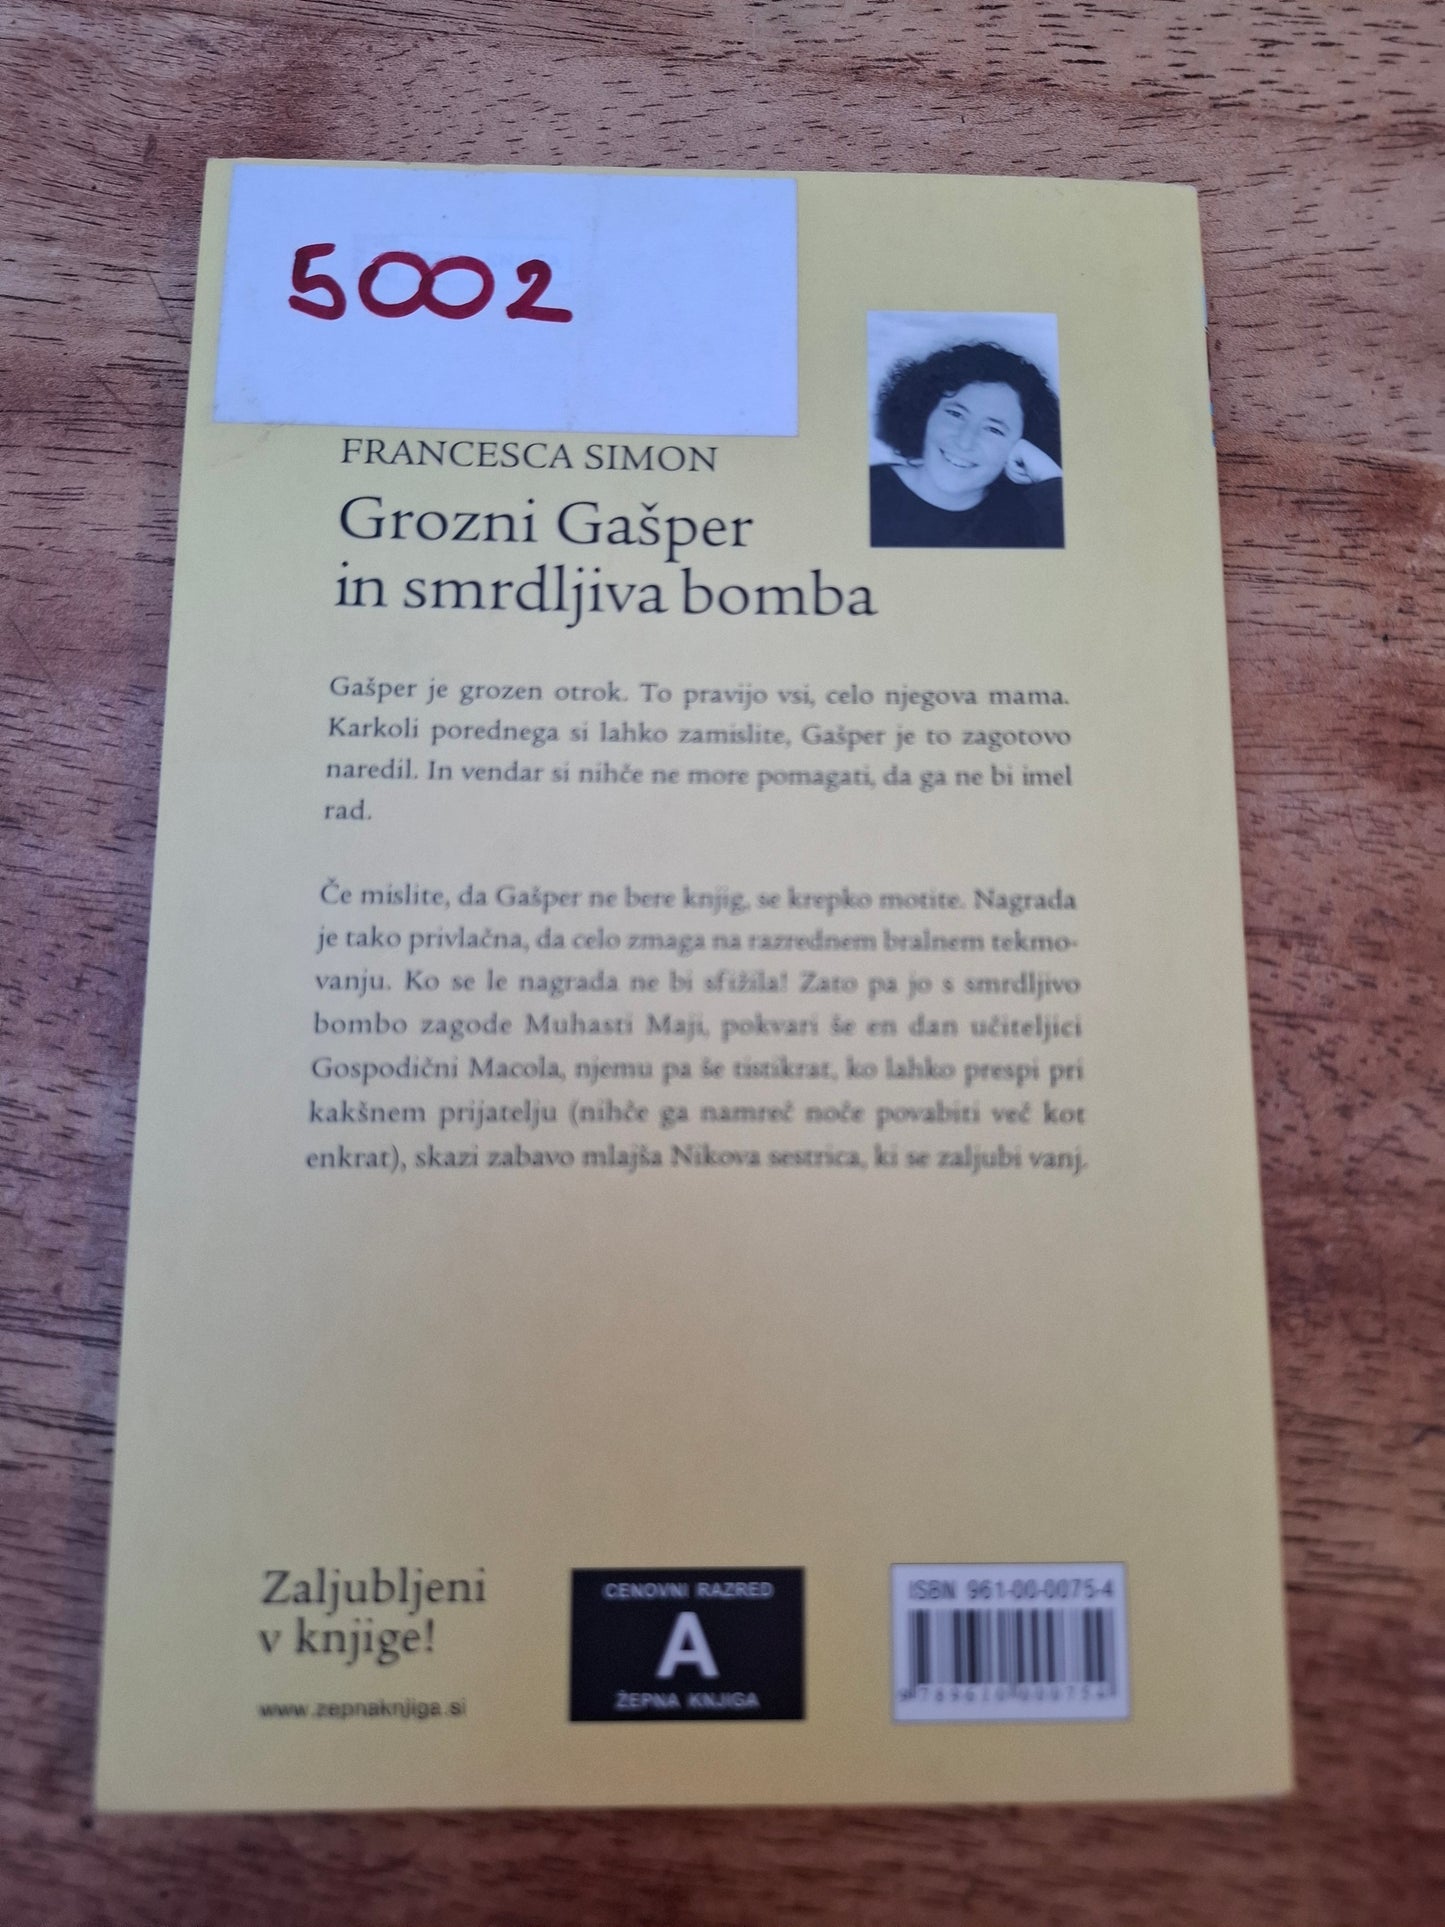 5002
FRANCESCA SIMON
Grozni Gašper
in smrdljiva bomba
Gašper je grozen otrok. To pravijo vsi, celo njegova mama.
Karkoli porednega si lahko zamislite, Gašper je to zagotovo
naredil. In vendar si nihče ne more pomagati, da ga ne bi imel
rad.
Če mislite, da Gašper ne bere knjig, se krepko motite. Nagrada
je tako privlačna, da celo zmaga na razrednem bralnem tekmo-
vanju. Ko se le nagrada ne bi sfižila! Zato pa jo s smrdljivo
bombo zagode Muhasti Maji, pokvari še en dan učiteljici
Gospodični Macola, njemu pa še tistikrat, ko lahko prespi pri
kakšnem prijatelju (nihče ga namreč noče povabiti več kot
enkrat), skazi zabavo mlajša Nikova sestrica, ki se zaljubi vanj.
Zaljubljeni
v knjige!
www.zepnaknjiga.si
CENOVNI RAZRED
A
ŽEPNA KNJIGA
ISBN 961-00-0075-4
9 789610 000754